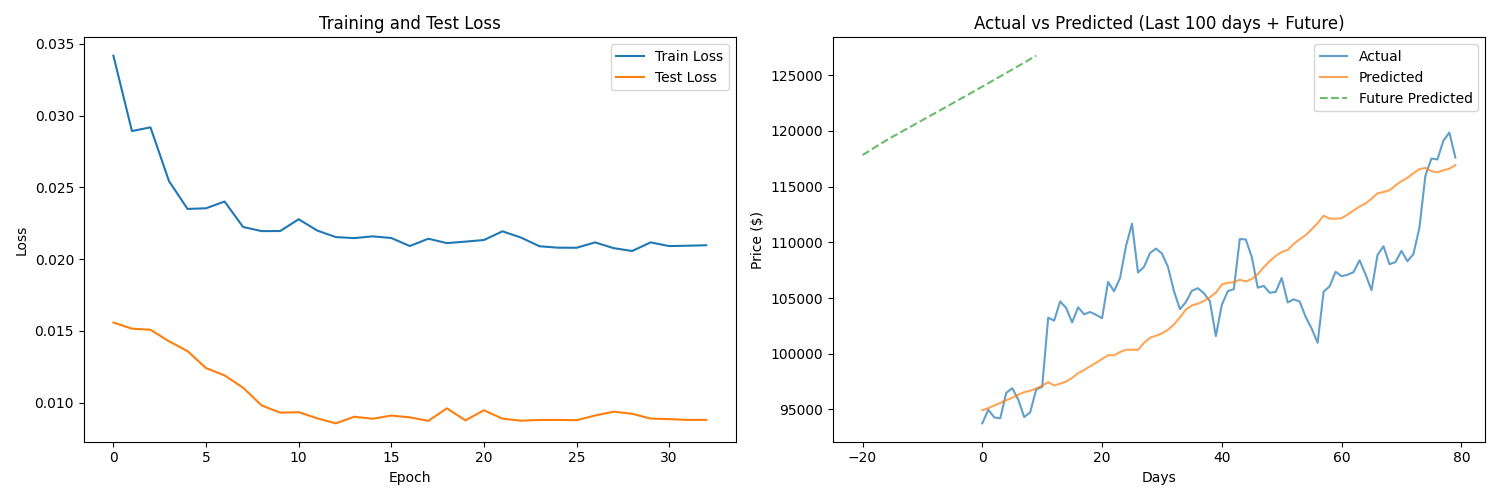 Training and Test Loss
0.035
0.030
0.025
0.020
0.015
0.010
Loss
0 5 10 15 20 25 30
Epoch
Train Loss
Test Loss
Actual vs Predicted (Last 100 days + Future)
125000
120000
115000
110000
105000
100000
95000
Price ($)
−20 0 20 40 60 80
Days
Actual
Predicted
Future Predicted